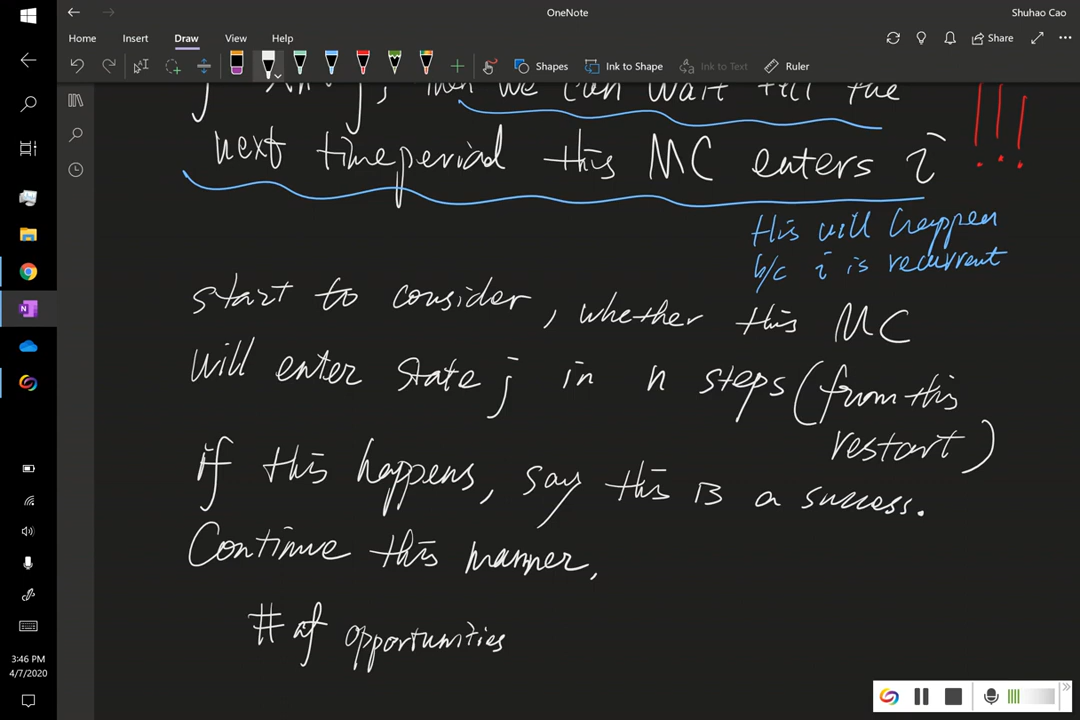 OneNote
Shuhao Cao
Home Insert Draw View Help
Share
Shapes Ink to Shape Ink to Text Ruler
then we can wait till the
next time period this MC enters i
!!!
this will happen
b/c i is recurrent
start to consider, whether this MC
will enter state j in n steps (from this
restart)
if this happens, say this is a success.
Continue this manner,
# of opportunities
3:46 PM
4/7/2020